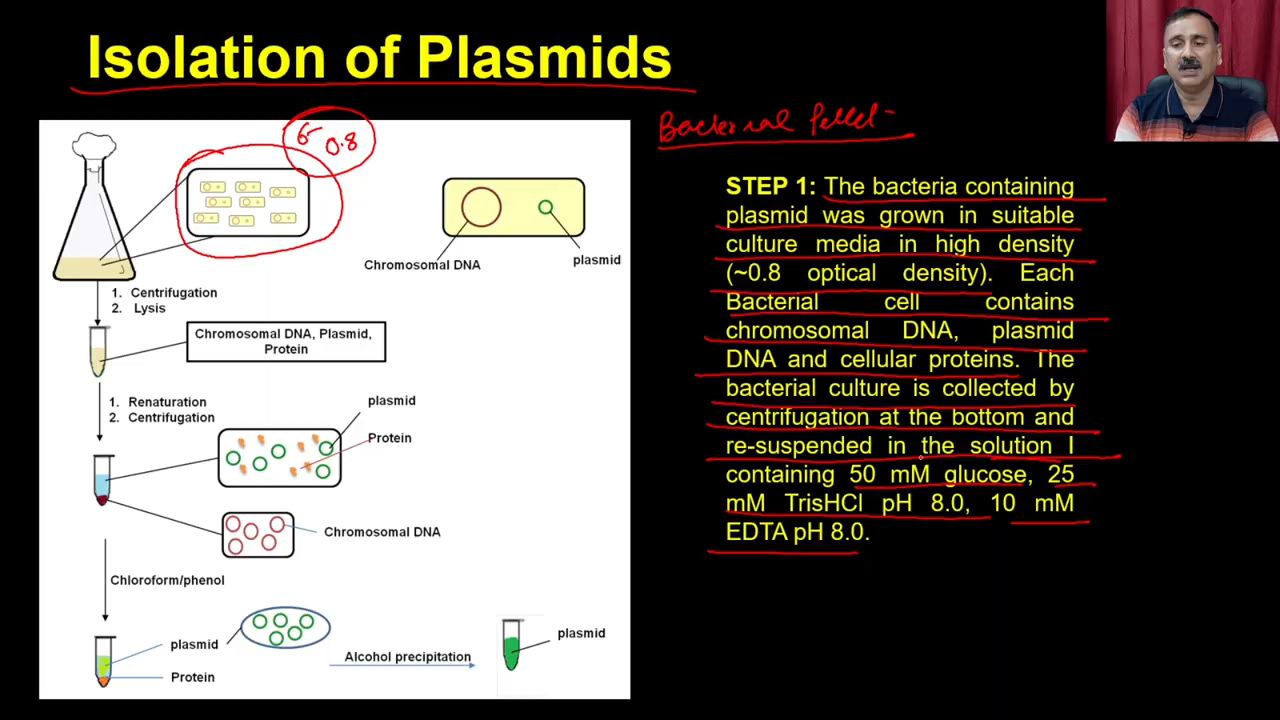 Isolation of Plasmids
6- 0.8
Bacterial Pellet-
Chromosomal DNA
plasmid
1. Centrifugation
2. Lysis
Chromosomal DNA, Plasmid,
Protein
1. Renaturation
2. Centrifugation
plasmid
Protein
Chromosomal DNA
Chloroform/phenol
plasmid
Protein
Alcohol precipitation
plasmid
STEP 1: The bacteria containing
plasmid was grown in suitable
culture media in high density
(~0.8 optical density). Each
Bacterial cell contains
chromosomal DNA, plasmid
DNA and cellular proteins. The
bacterial culture is collected by
centrifugation at the bottom and
re-suspended in the solution I
containing 50 mM glucose, 25
mM TrisHCl pH 8.0, 10 mM
EDTA pH 8.0.